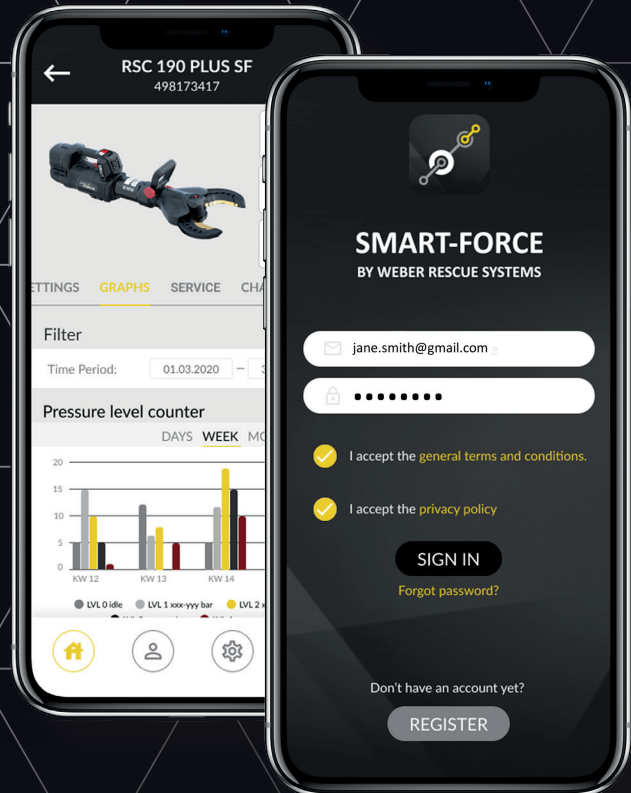 RSC 190 PLUS SF
498173417
ETTINGS GRAPHS SERVICE CHA
Filter
Time Period: 01.03.2020 – 3
Pressure level counter
DAYS WEEK MO
20
15
10
5
0
KW 12 KW 13 KW 14
LVL 0 idle LVL 1 xxx-yyy bar LVL 2 x
SMART-FORCE
BY WEBER RESCUE SYSTEMS
jane.smith@gmail.com
I accept the general terms and conditions.
I accept the privacy policy
SIGN IN
Forgot password?
Don't have an account yet?
REGISTER